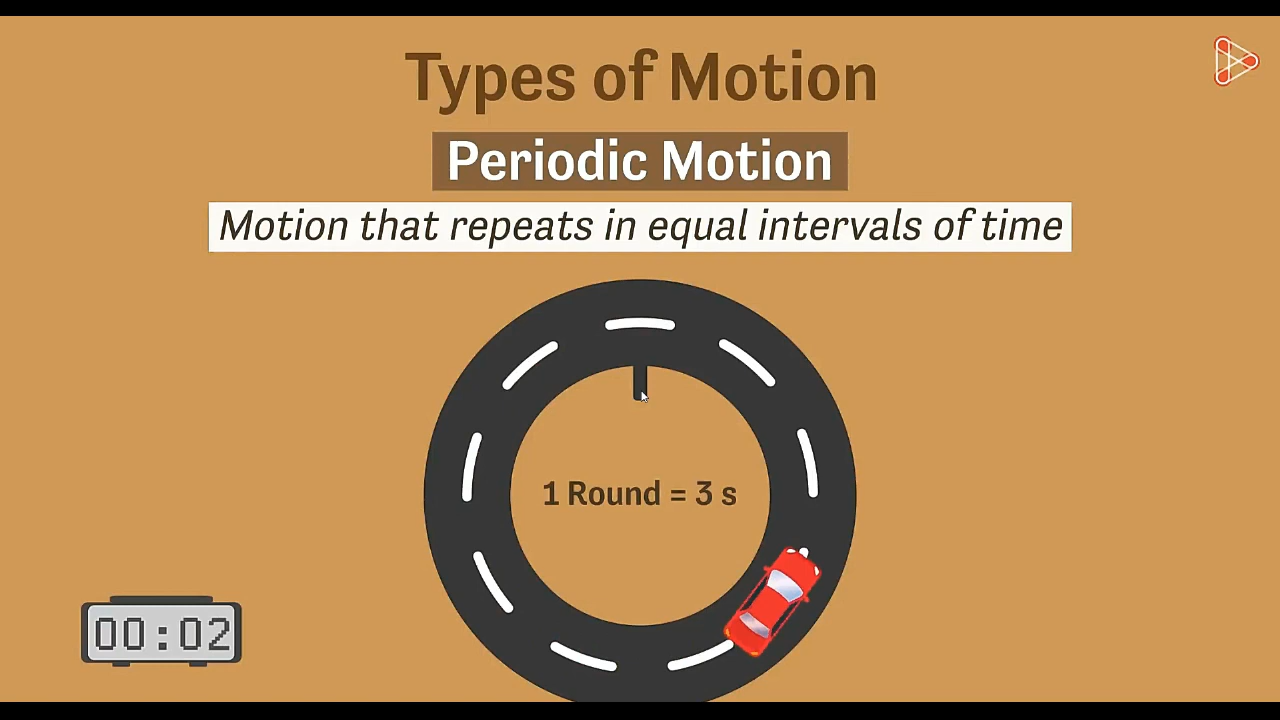 Types of Motion
Periodic Motion
Motion that repeats in equal intervals of time
1 Round = 3 s
00:02